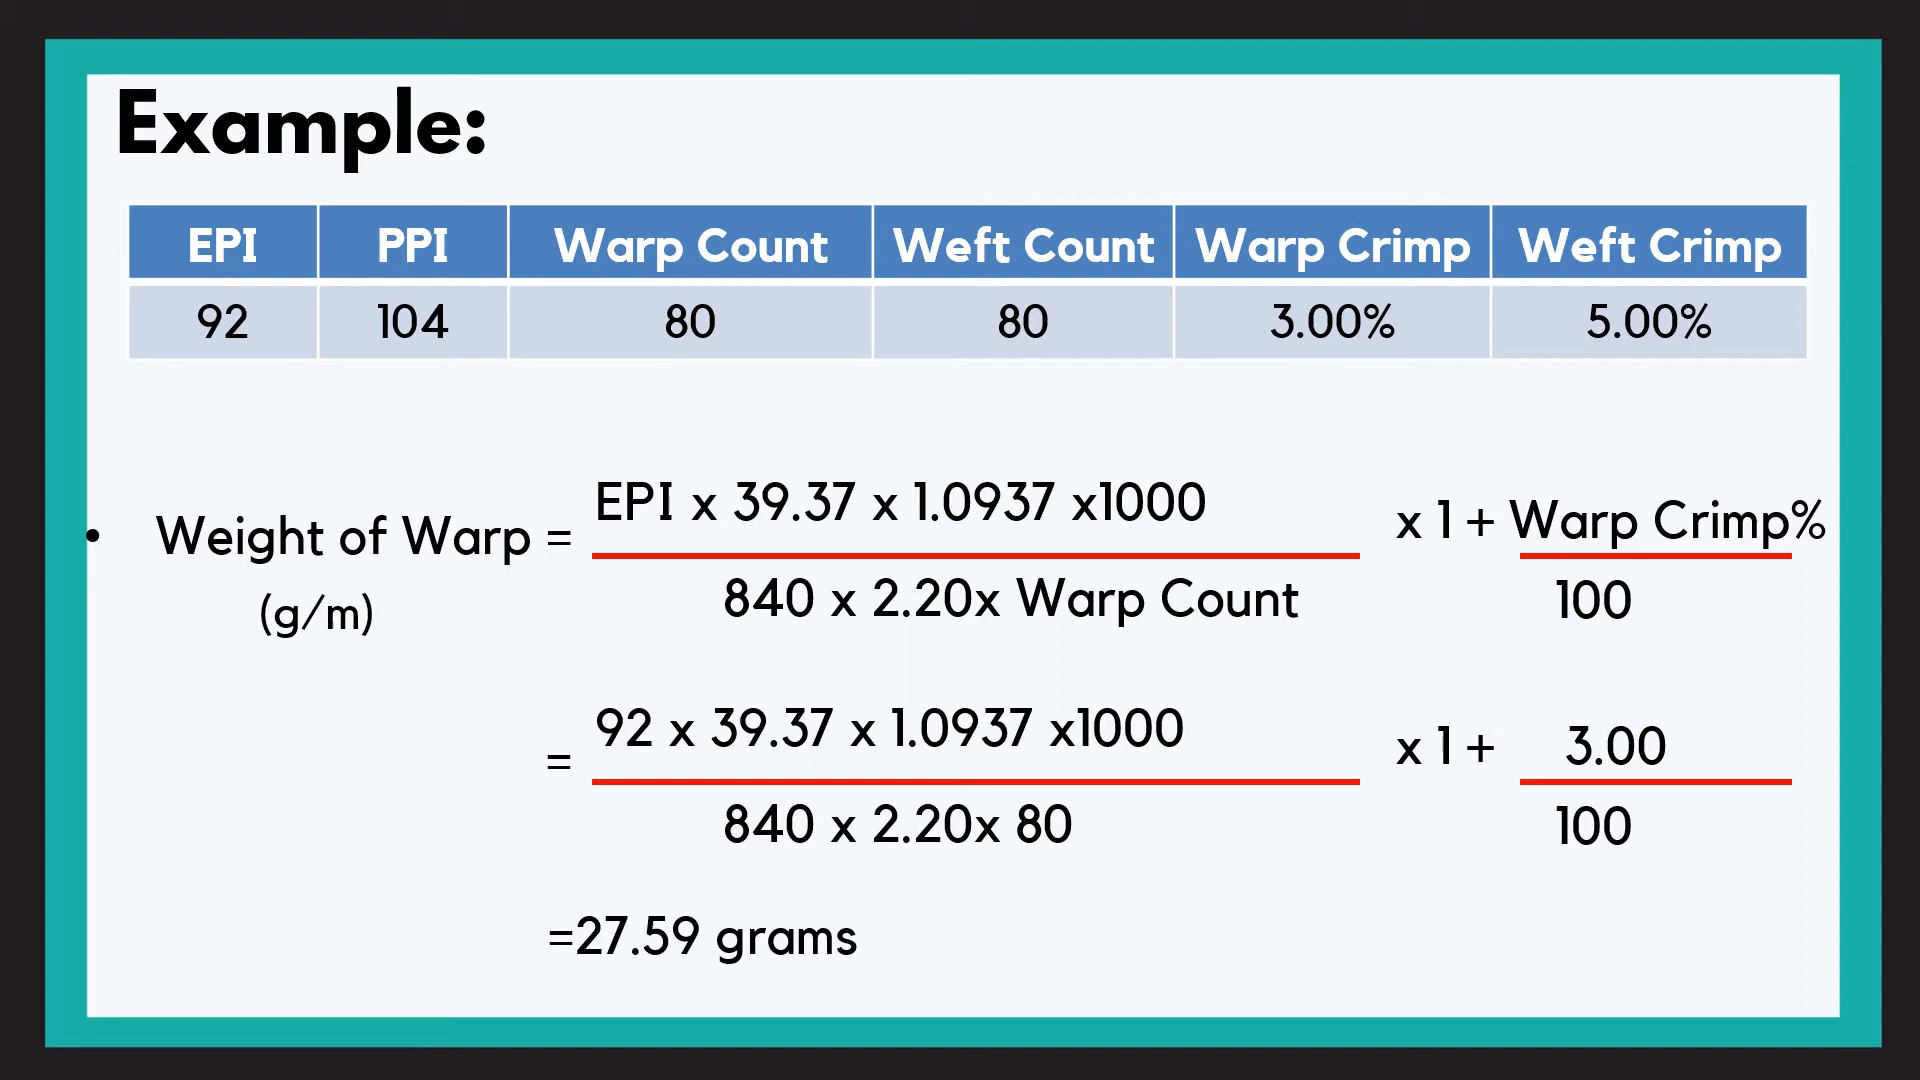 Example:
EPI PPI Warp Count Weft Count Warp Crimp Weft Crimp
92 104 80 80 3.00% 5.00%
• Weight of Warp = EPI x 39.37 x 1.0937 x1000 x 1 + Warp Crimp%
(g/m) 840 x 2.20x Warp Count 100
= 92 x 39.37 x 1.0937 x1000 x 1 + 3.00
840 x 2.20x 80 100
=27.59 grams